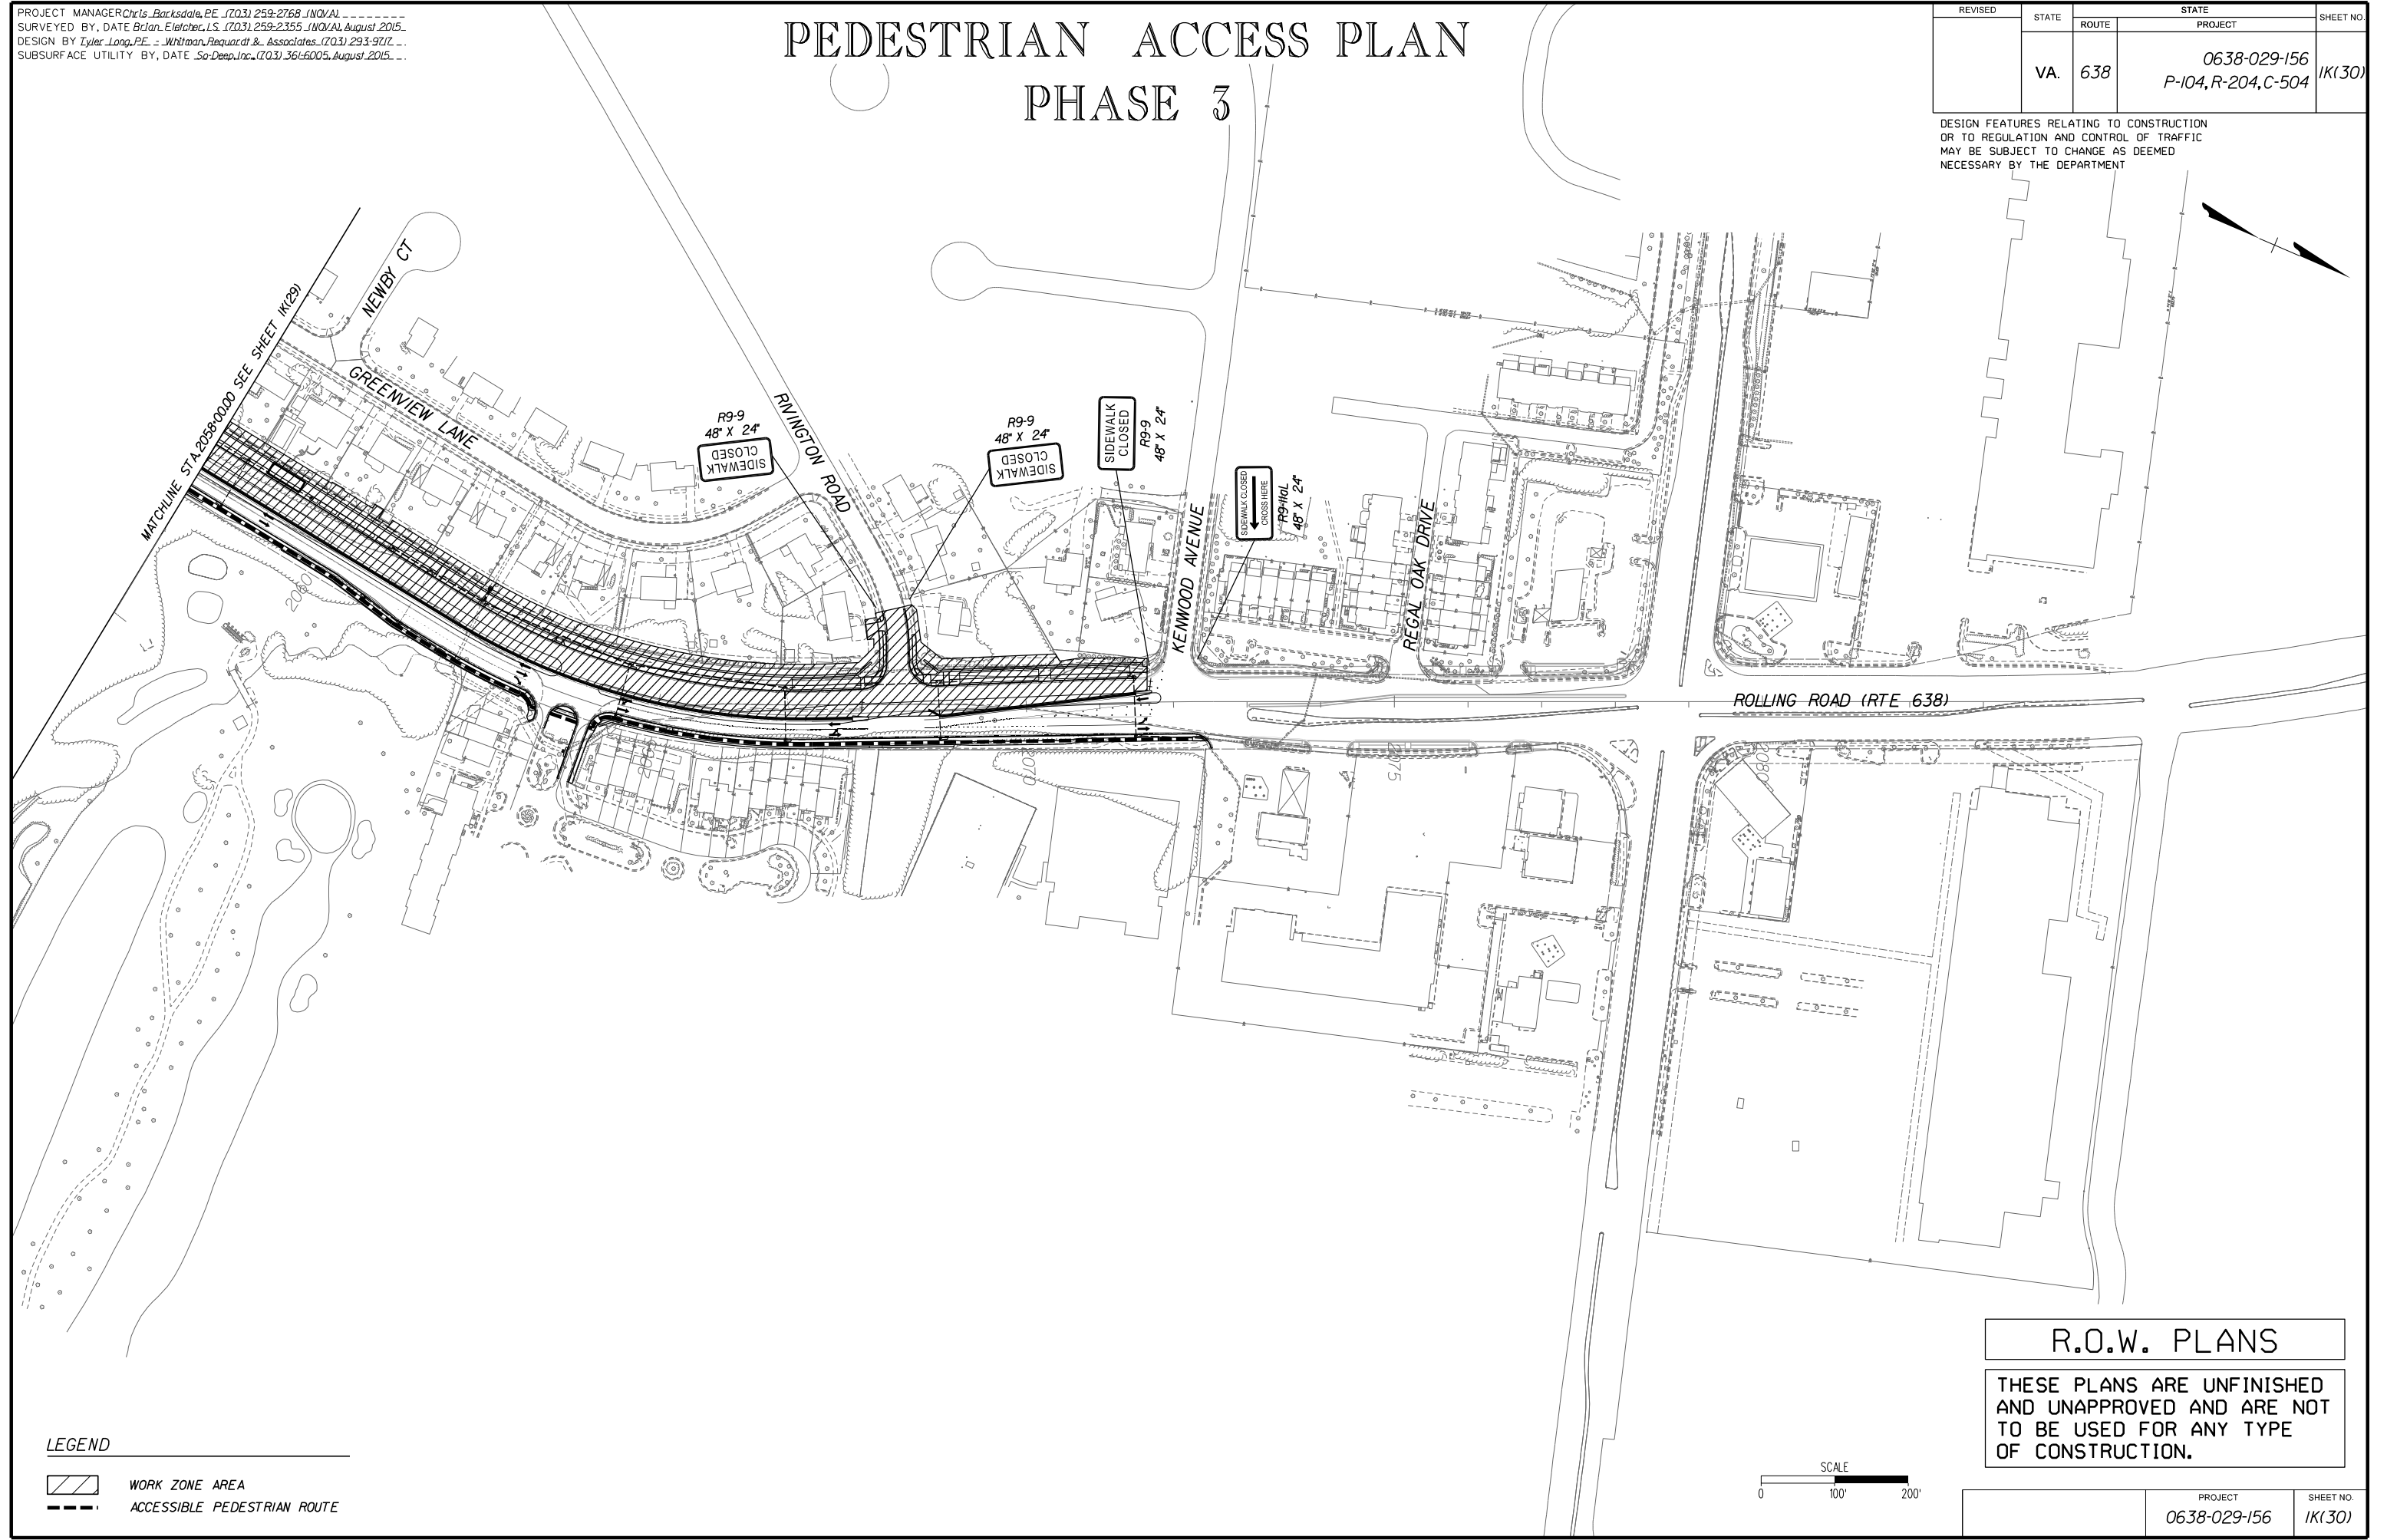 PROJECT MANAGER Chris Barksdale, P.E. (703) 259-2768 (NOVA)
SURVEYED BY, DATE Brian Fletcher, L.S. (703) 259-2355 (NOVA), August 2015
DESIGN BY Tyler Long, P.E. - Whitman, Requardt & Associates (703) 293-9717
SUBSURFACE UTILITY BY, DATE So-Deep, Inc. (703) 361-6005, August 2015
PEDESTRIAN ACCESS PLAN
PHASE 3
REVISED
STATE
STATE
ROUTE
PROJECT
SHEET NO.
VA.
638
0638-029-156
P-104, R-204, C-504
1K(30)
DESIGN FEATURES RELATING TO CONSTRUCTION
OR TO REGULATION AND CONTROL OF TRAFFIC
MAY BE SUBJECT TO CHANGE AS DEEMED
NECESSARY BY THE DEPARTMENT
MATCHLINE STA. 2058+00.00 SEE SHEET 1K(29)
NEWBY CT
GREENVIEW LANE
R9-9
48" X 24"
SIDEWALK
CLOSED
RIVINGTON ROAD
R9-9
48" X 24"
SIDEWALK
CLOSED
SIDEWALK
CLOSED
R9-9
48" X 24"
KENWOOD AVENUE
SIDEWALK CLOSED
CROSS HERE
R9-11aL
48" X 24"
REGAL OAK DRIVE
ROLLING ROAD (RTE 638)
2070
2075
2080
R.O.W. PLANS
THESE PLANS ARE UNFINISHED
AND UNAPPROVED AND ARE NOT
TO BE USED FOR ANY TYPE
OF CONSTRUCTION.
LEGEND
WORK ZONE AREA
ACCESSIBLE PEDESTRIAN ROUTE
SCALE
0
100'
200'
PROJECT
0638-029-156
SHEET NO.
1K(30)